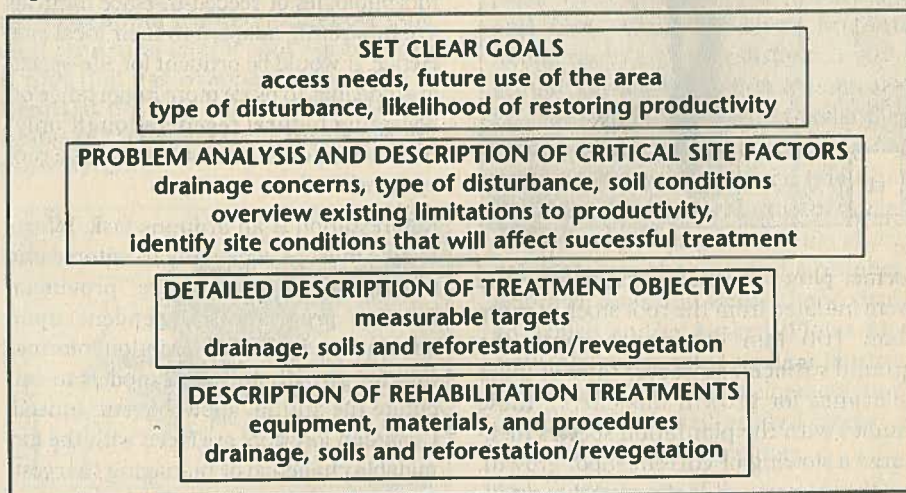 SET CLEAR GOALS
access needs, future use of the area
type of disturbance, likelihood of restoring productivity
PROBLEM ANALYSIS AND DESCRIPTION OF CRITICAL SITE FACTORS
drainage concerns, type of disturbance, soil conditions
overview existing limitations to productivity,
identify site conditions that will affect successful treatment
DETAILED DESCRIPTION OF TREATMENT OBJECTIVES
measurable targets
drainage, soils and reforestation/revegetation
DESCRIPTION OF REHABILITATION TREATMENTS
equipment, materials, and procedures
drainage, soils and reforestation/revegetation